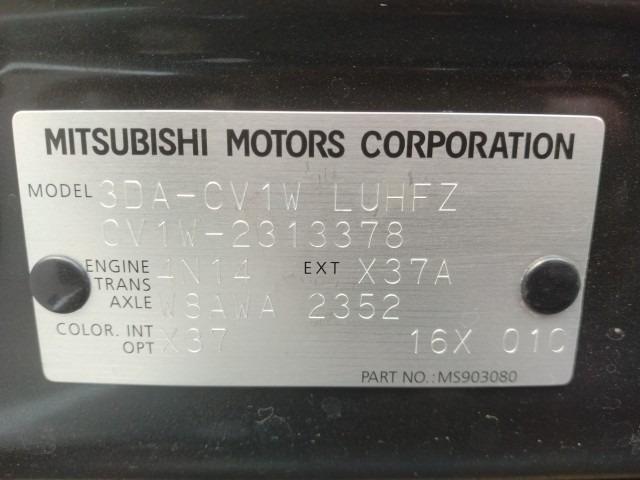 MITSUBISHI MOTORS CORPORATION
MODEL 3DA-CV1W LUHFZ
CV1W-2313378
ENGINE 4N14 EXT X37A
TRANS
AXLE W8AWA 2352
COLOR. INT X37 16X 01C
OPT
PART NO.:MS903080